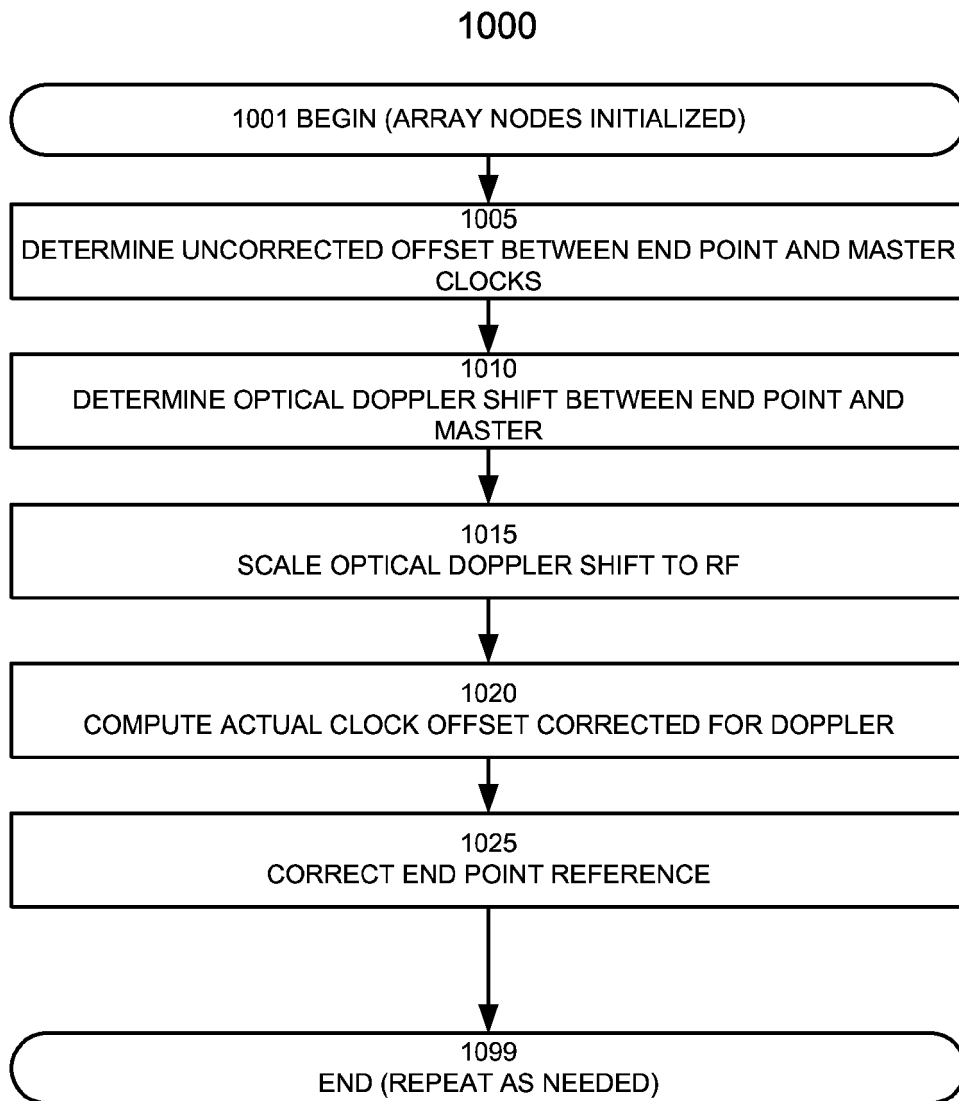 1000
1001 BEGIN (ARRAY NODES INITIALIZED)
1005
DETERMINE UNCORRECTED OFFSET BETWEEN END POINT AND MASTER
CLOCKS
1010
DETERMINE OPTICAL DOPPLER SHIFT BETWEEN END POINT AND
MASTER
1015
SCALE OPTICAL DOPPLER SHIFT TO RF
1020
COMPUTE ACTUAL CLOCK OFFSET CORRECTED FOR DOPPLER
1025
CORRECT END POINT REFERENCE
1099
END (REPEAT AS NEEDED)